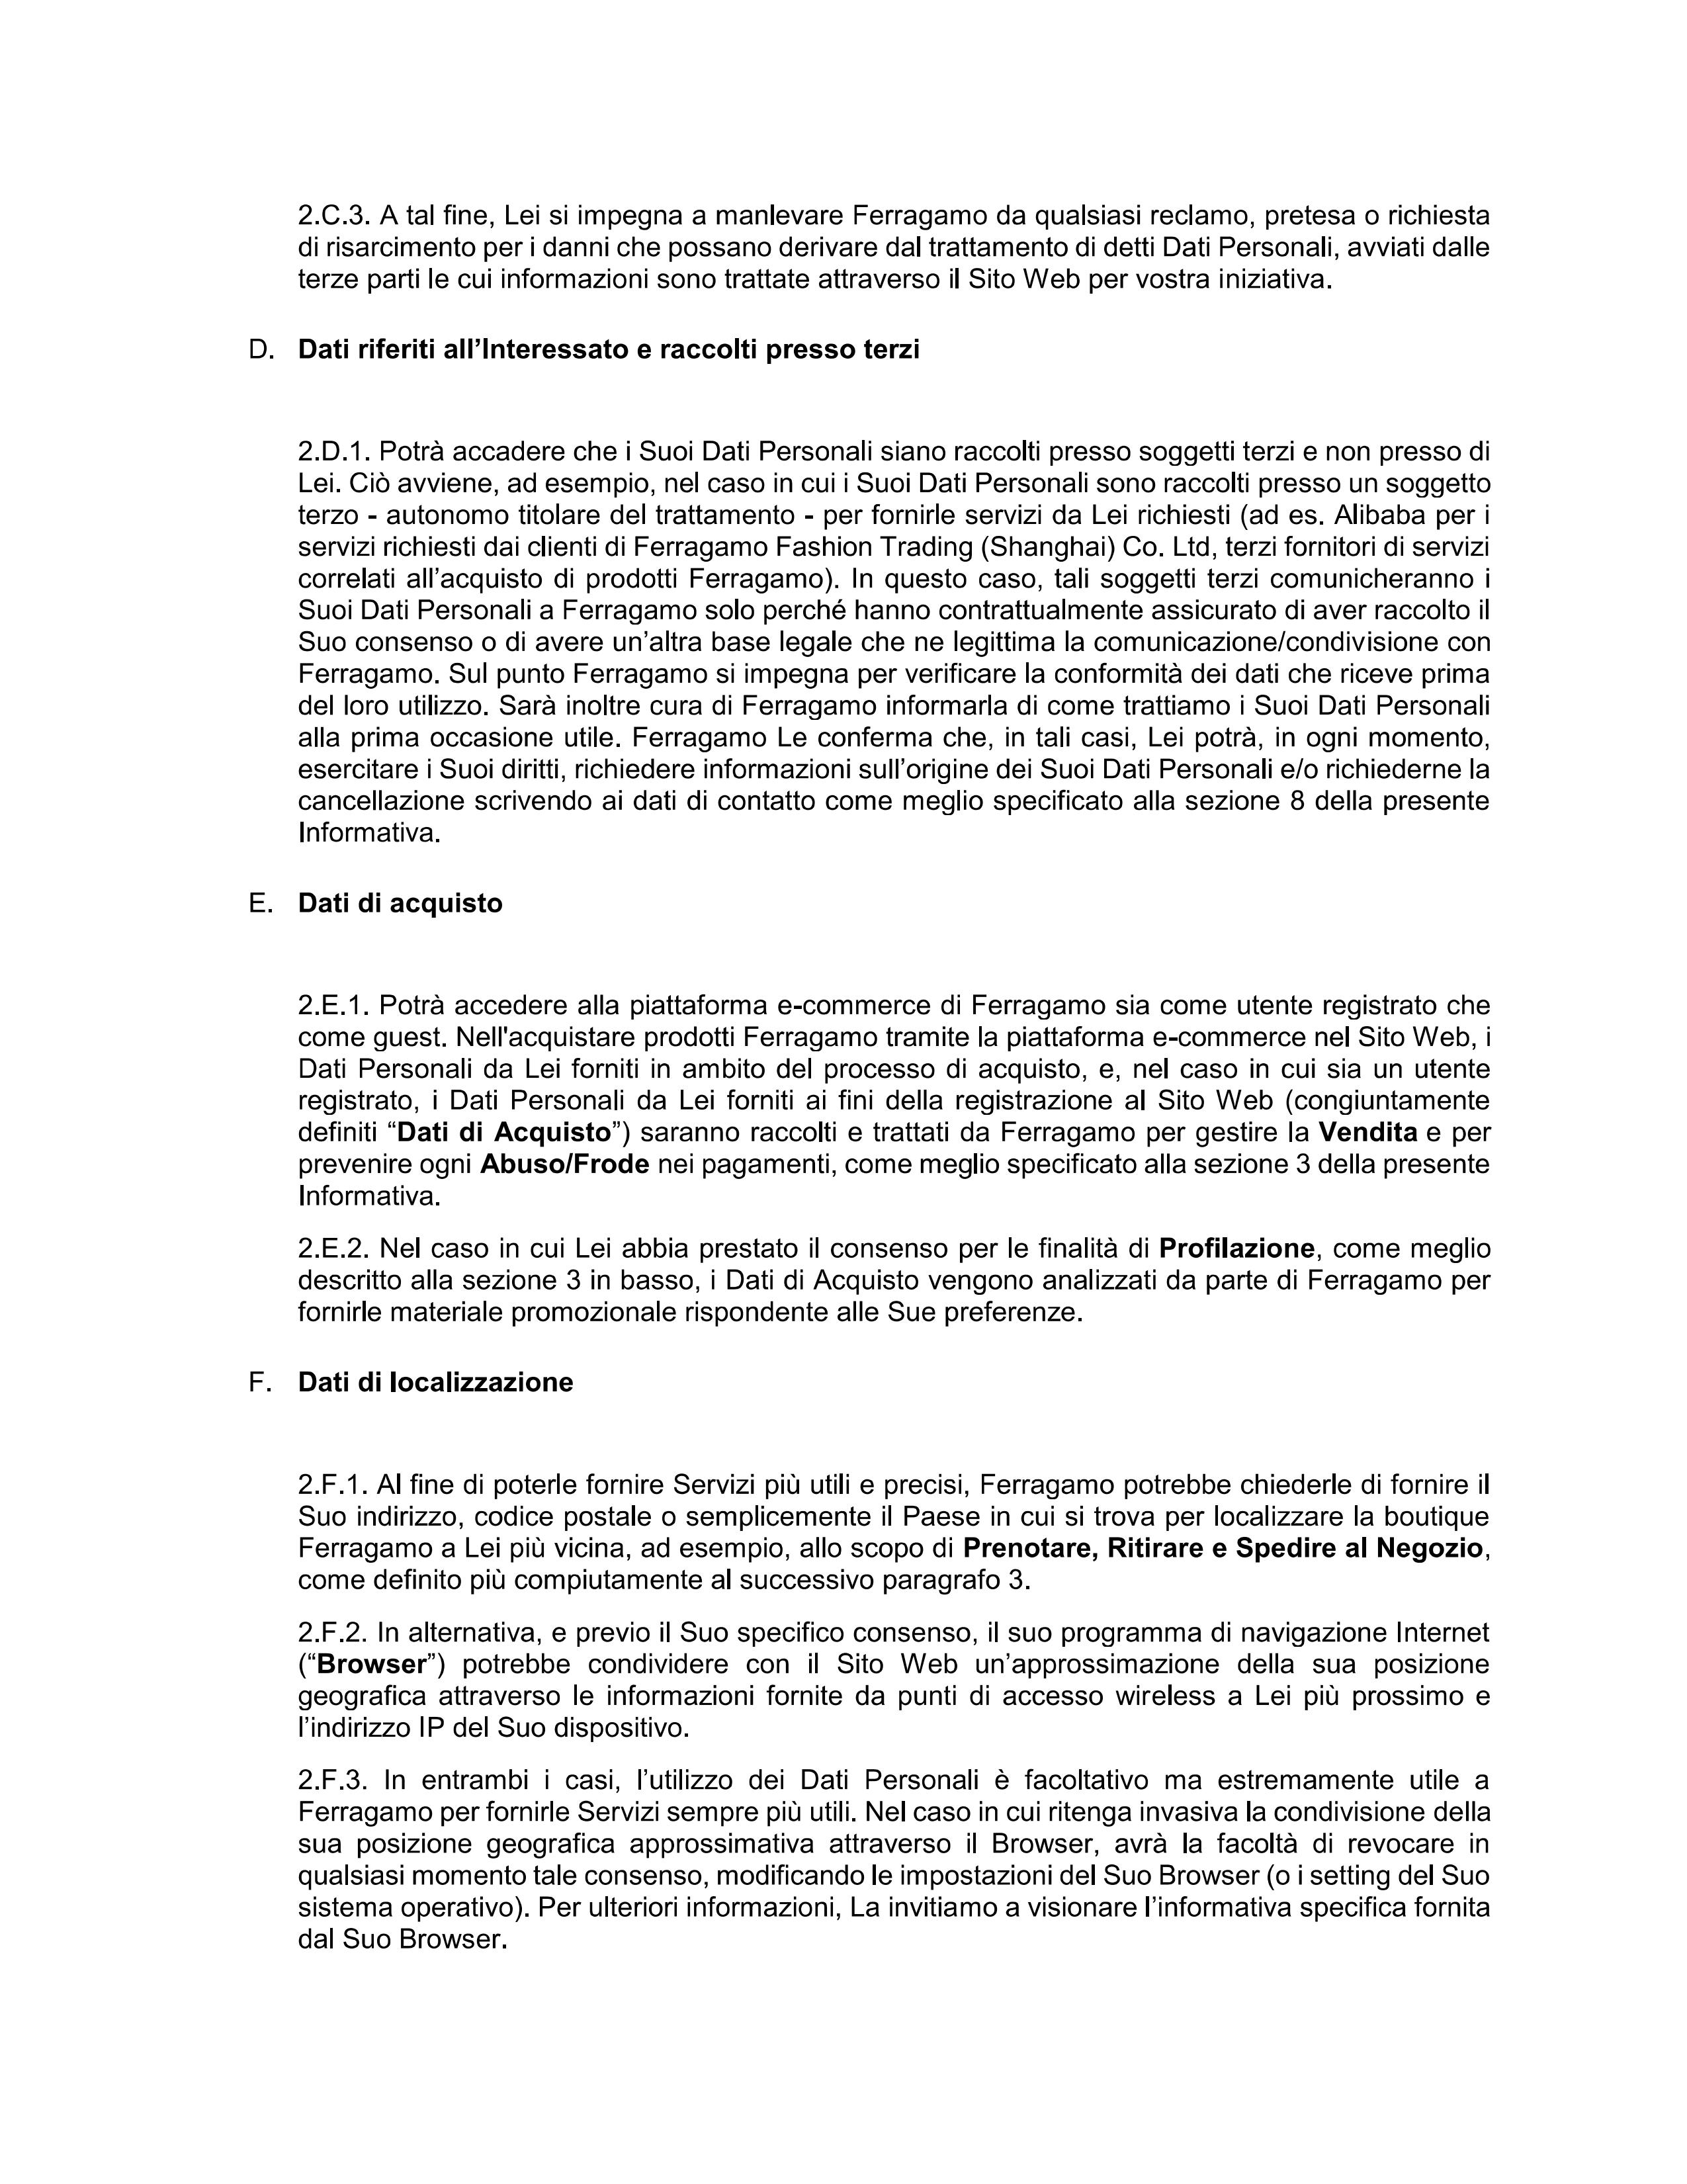 2.C.3. A tal fine, Lei si impegna a manlevare Ferragamo da qualsiasi reclamo, pretesa o richiesta
di risarcimento per i danni che possano derivare dal trattamento di detti Dati Personali, avviati dalle
terze parti le cui informazioni sono trattate attraverso il Sito Web per vostra iniziativa.
D. Dati riferiti all’Interessato e raccolti presso terzi
2.D.1. Potrà accadere che i Suoi Dati Personali siano raccolti presso soggetti terzi e non presso di
Lei. Ciò avviene, ad esempio, nel caso in cui i Suoi Dati Personali sono raccolti presso un soggetto
terzo - autonomo titolare del trattamento - per fornirle servizi da Lei richiesti (ad es. Alibaba per i
servizi richiesti dai clienti di Ferragamo Fashion Trading (Shanghai) Co. Ltd, terzi fornitori di servizi
correlati all’acquisto di prodotti Ferragamo). In questo caso, tali soggetti terzi comunicheranno i
Suoi Dati Personali a Ferragamo solo perché hanno contrattualmente assicurato di aver raccolto il
Suo consenso o di avere un’altra base legale che ne legittima la comunicazione/condivisione con
Ferragamo. Sul punto Ferragamo si impegna per verificare la conformità dei dati che riceve prima
del loro utilizzo. Sarà inoltre cura di Ferragamo informarla di come trattiamo i Suoi Dati Personali
alla prima occasione utile. Ferragamo Le conferma che, in tali casi, Lei potrà, in ogni momento,
esercitare i Suoi diritti, richiedere informazioni sull’origine dei Suoi Dati Personali e/o richiederne la
cancellazione scrivendo ai dati di contatto come meglio specificato alla sezione 8 della presente
Informativa.
E. Dati di acquisto
2.E.1. Potrà accedere alla piattaforma e-commerce di Ferragamo sia come utente registrato che
come guest. Nell'acquistare prodotti Ferragamo tramite la piattaforma e-commerce nel Sito Web, i
Dati Personali da Lei forniti in ambito del processo di acquisto, e, nel caso in cui sia un utente
registrato, i Dati Personali da Lei forniti ai fini della registrazione al Sito Web (congiuntamente
definiti “Dati di Acquisto”) saranno raccolti e trattati da Ferragamo per gestire la Vendita e per
prevenire ogni Abuso/Frode nei pagamenti, come meglio specificato alla sezione 3 della presente
Informativa.
2.E.2. Nel caso in cui Lei abbia prestato il consenso per le finalità di Profilazione, come meglio
descritto alla sezione 3 in basso, i Dati di Acquisto vengono analizzati da parte di Ferragamo per
fornirle materiale promozionale rispondente alle Sue preferenze.
F. Dati di localizzazione
2.F.1. Al fine di poterle fornire Servizi più utili e precisi, Ferragamo potrebbe chiederle di fornire il
Suo indirizzo, codice postale o semplicemente il Paese in cui si trova per localizzare la boutique
Ferragamo a Lei più vicina, ad esempio, allo scopo di Prenotare, Ritirare e Spedire al Negozio,
come definito più compiutamente al successivo paragrafo 3.
2.F.2. In alternativa, e previo il Suo specifico consenso, il suo programma di navigazione Internet
(“Browser”) potrebbe condividere con il Sito Web un’approssimazione della sua posizione
geografica attraverso le informazioni fornite da punti di accesso wireless a Lei più prossimo e
l’indirizzo IP del Suo dispositivo.
2.F.3. In entrambi i casi, l’utilizzo dei Dati Personali è facoltativo ma estremamente utile a
Ferragamo per fornirle Servizi sempre più utili. Nel caso in cui ritenga invasiva la condivisione della
sua posizione geografica approssimativa attraverso il Browser, avrà la facoltà di revocare in
qualsiasi momento tale consenso, modificando le impostazioni del Suo Browser (o i setting del Suo
sistema operativo). Per ulteriori informazioni, La invitiamo a visionare l’informativa specifica fornita
dal Suo Browser.